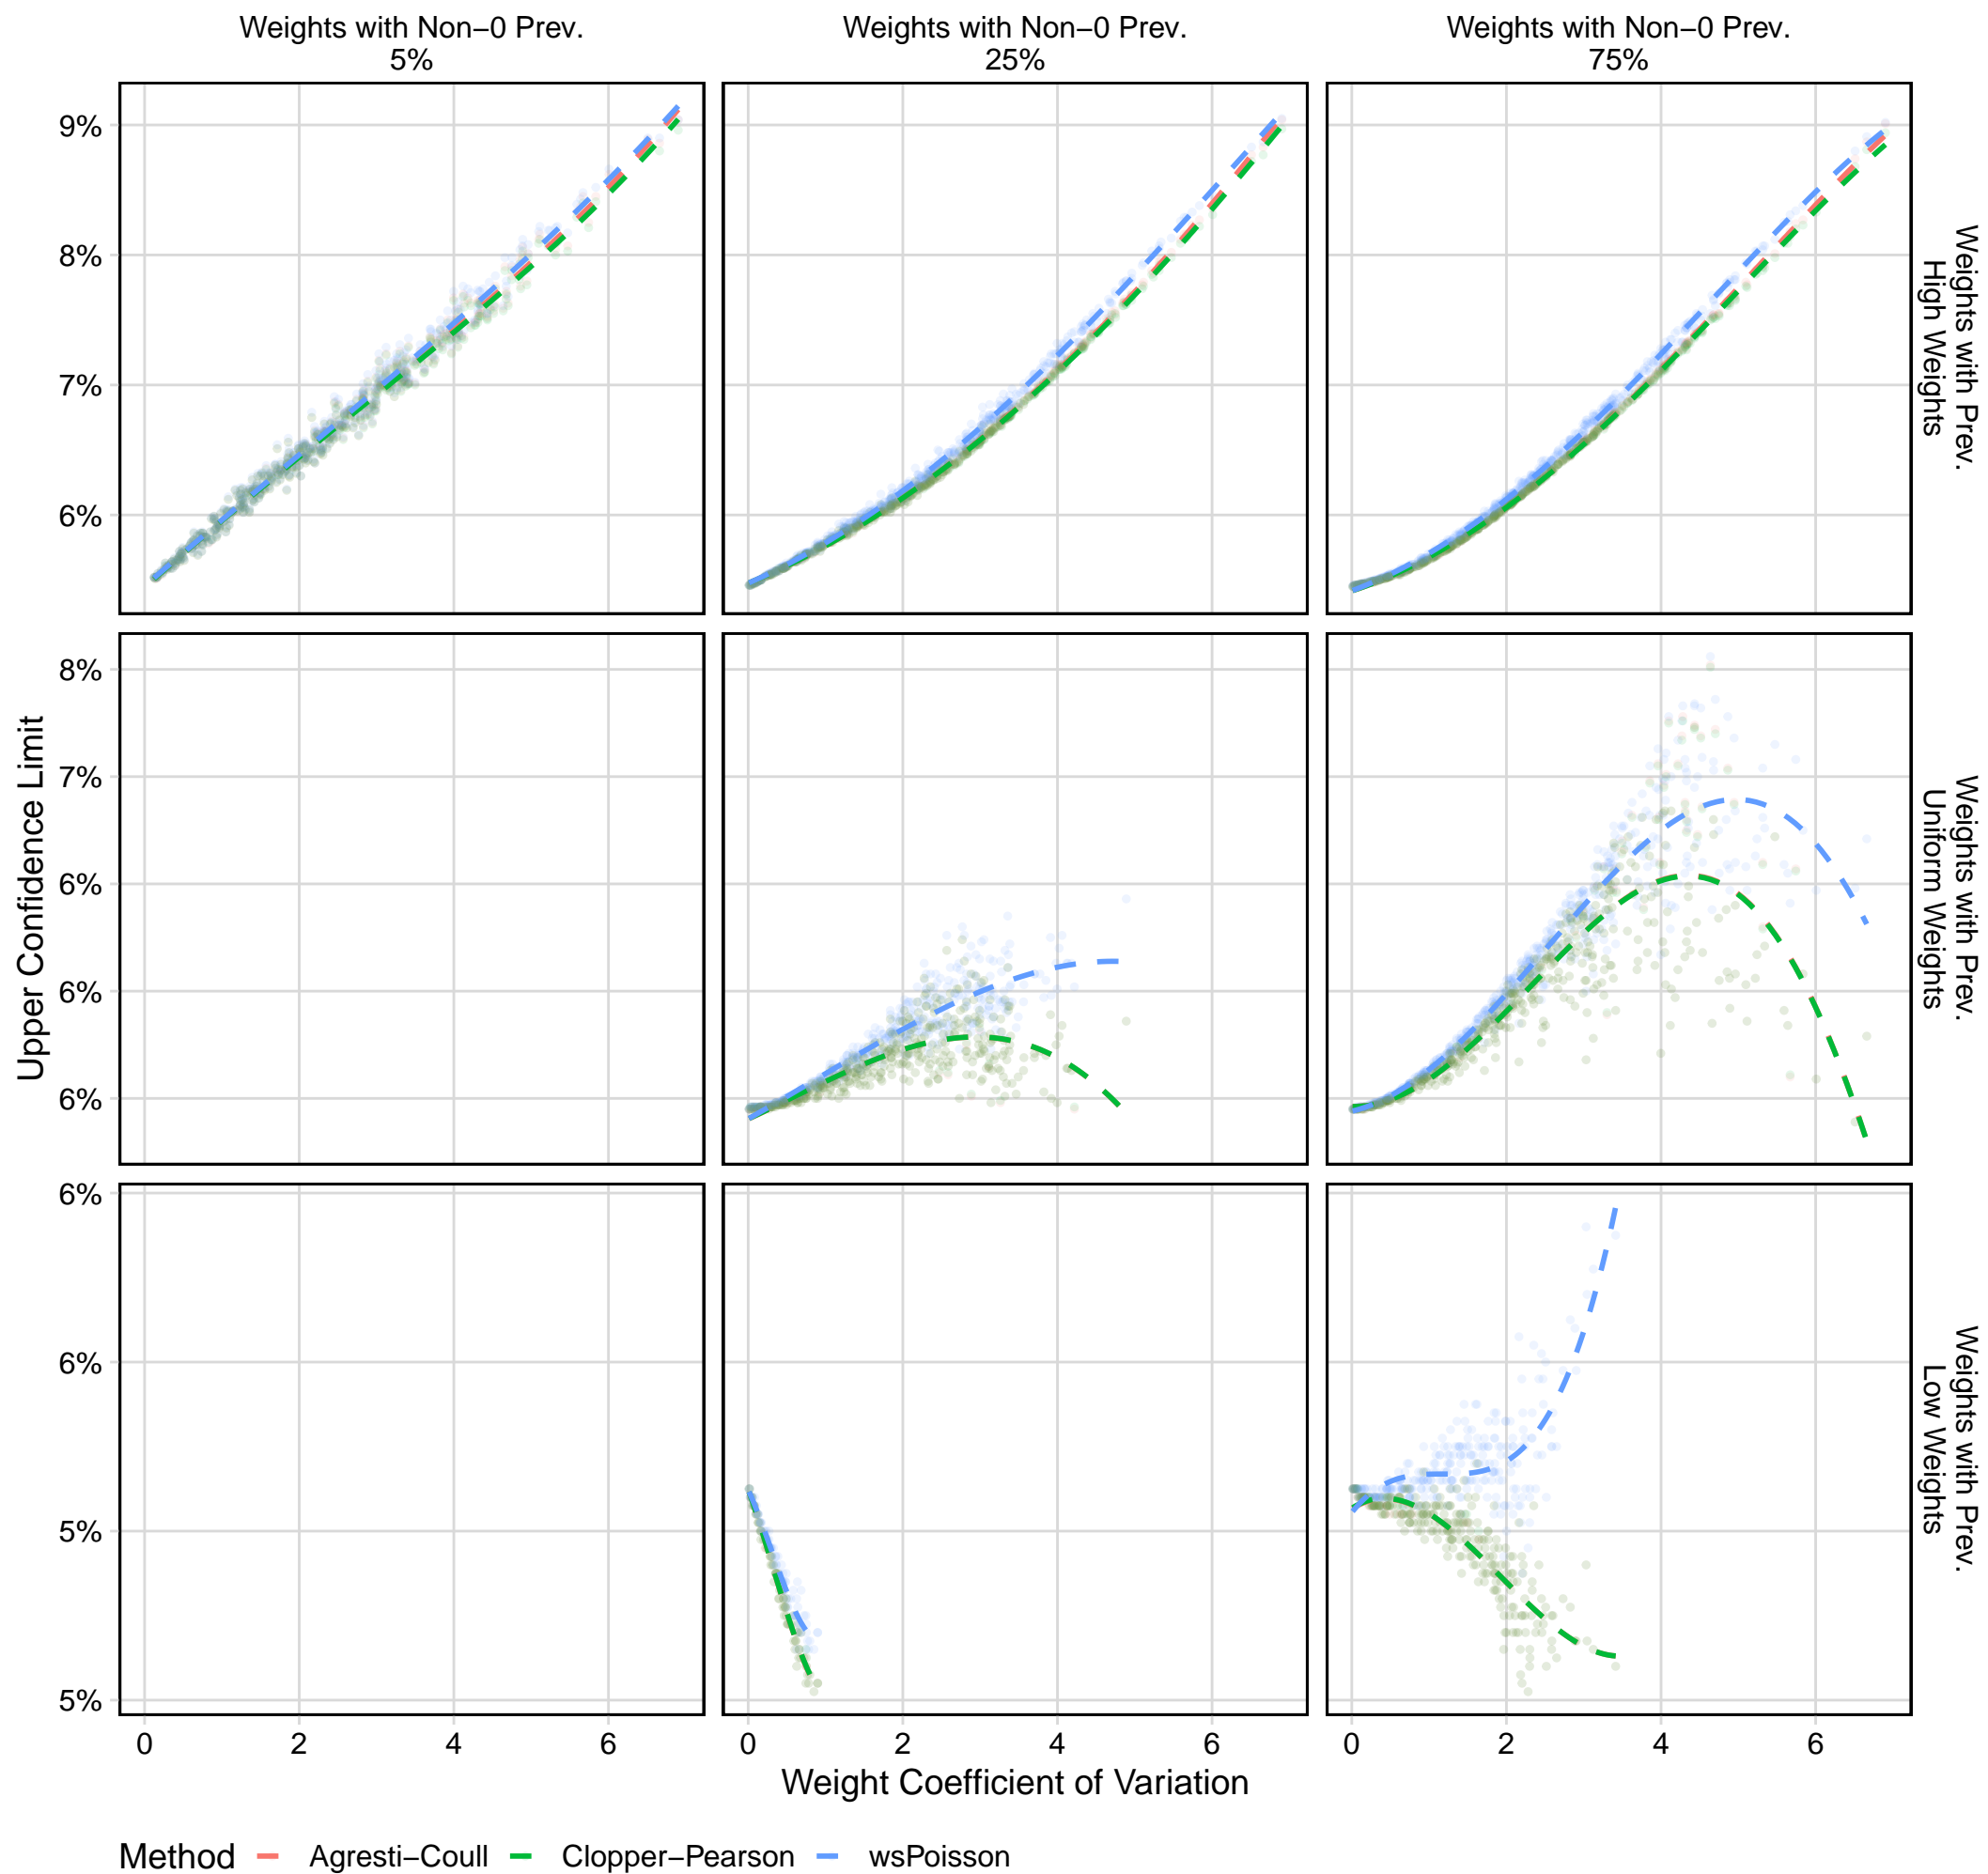 Weights with Non−0 Prev.
5%
Weights with Non−0 Prev.
25%
Weights with Non−0 Prev.
75%
9%
8%
7%
6%
Weights with Prev.
High Weights
8%
7%
6%
6%
6%
Weights with Prev.
Uniform Weights
6%
6%
5%
5%
Weights with Prev.
Low Weights
Upper Confidence Limit
0 2 4 6 0 2 4 6 0 2 4 6
Weight Coefficient of Variation
Method Agresti−Coull Clopper−Pearson wsPoisson